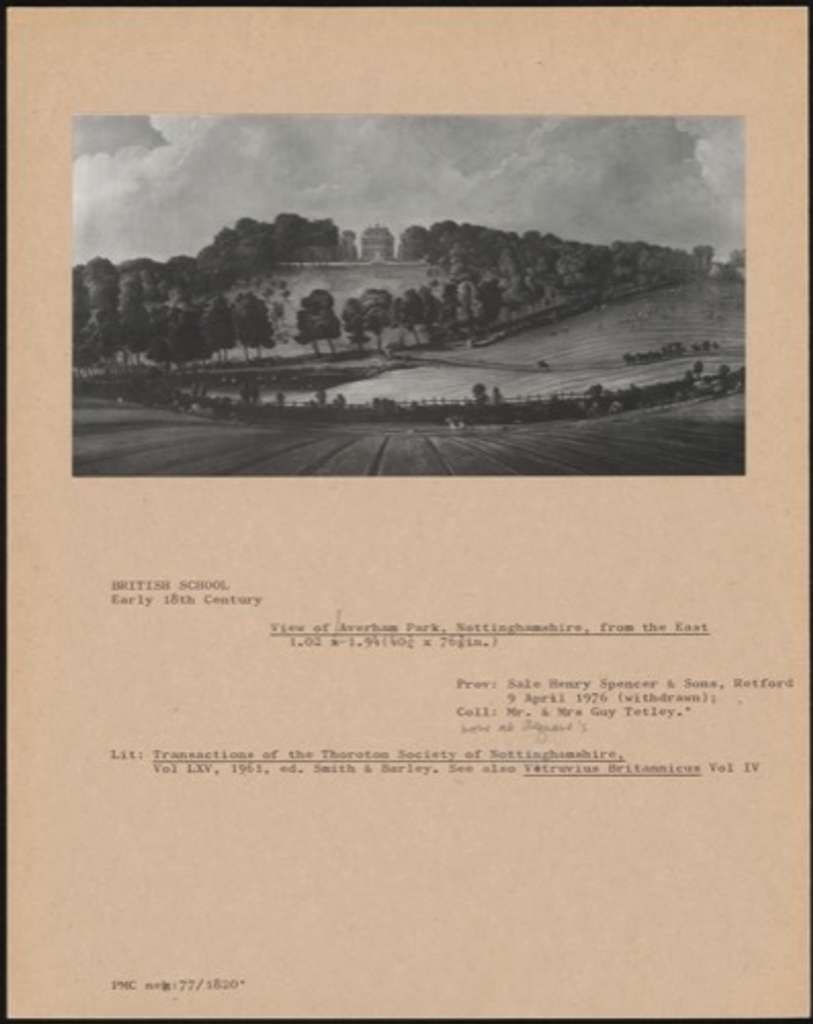 BRITISH SCHOOL
Early 18th Century
View of Averham Park, Nottinghamshire, from the East
1.02 x 1.94(40¼ x 76¼in.)
Prov: Sale Henry Spencer & Sons, Retford
9 April 1976 (withdrawn);
Coll: Mr. & Mrs Guy Tetley."
now at
Lit: Transactions of the Thoroton Society of Nottinghamshire,
Vol LXV, 1961, ed. Smith & Barley. See also Vitruvius Britannicus Vol IV
PMC neg:77/1820"